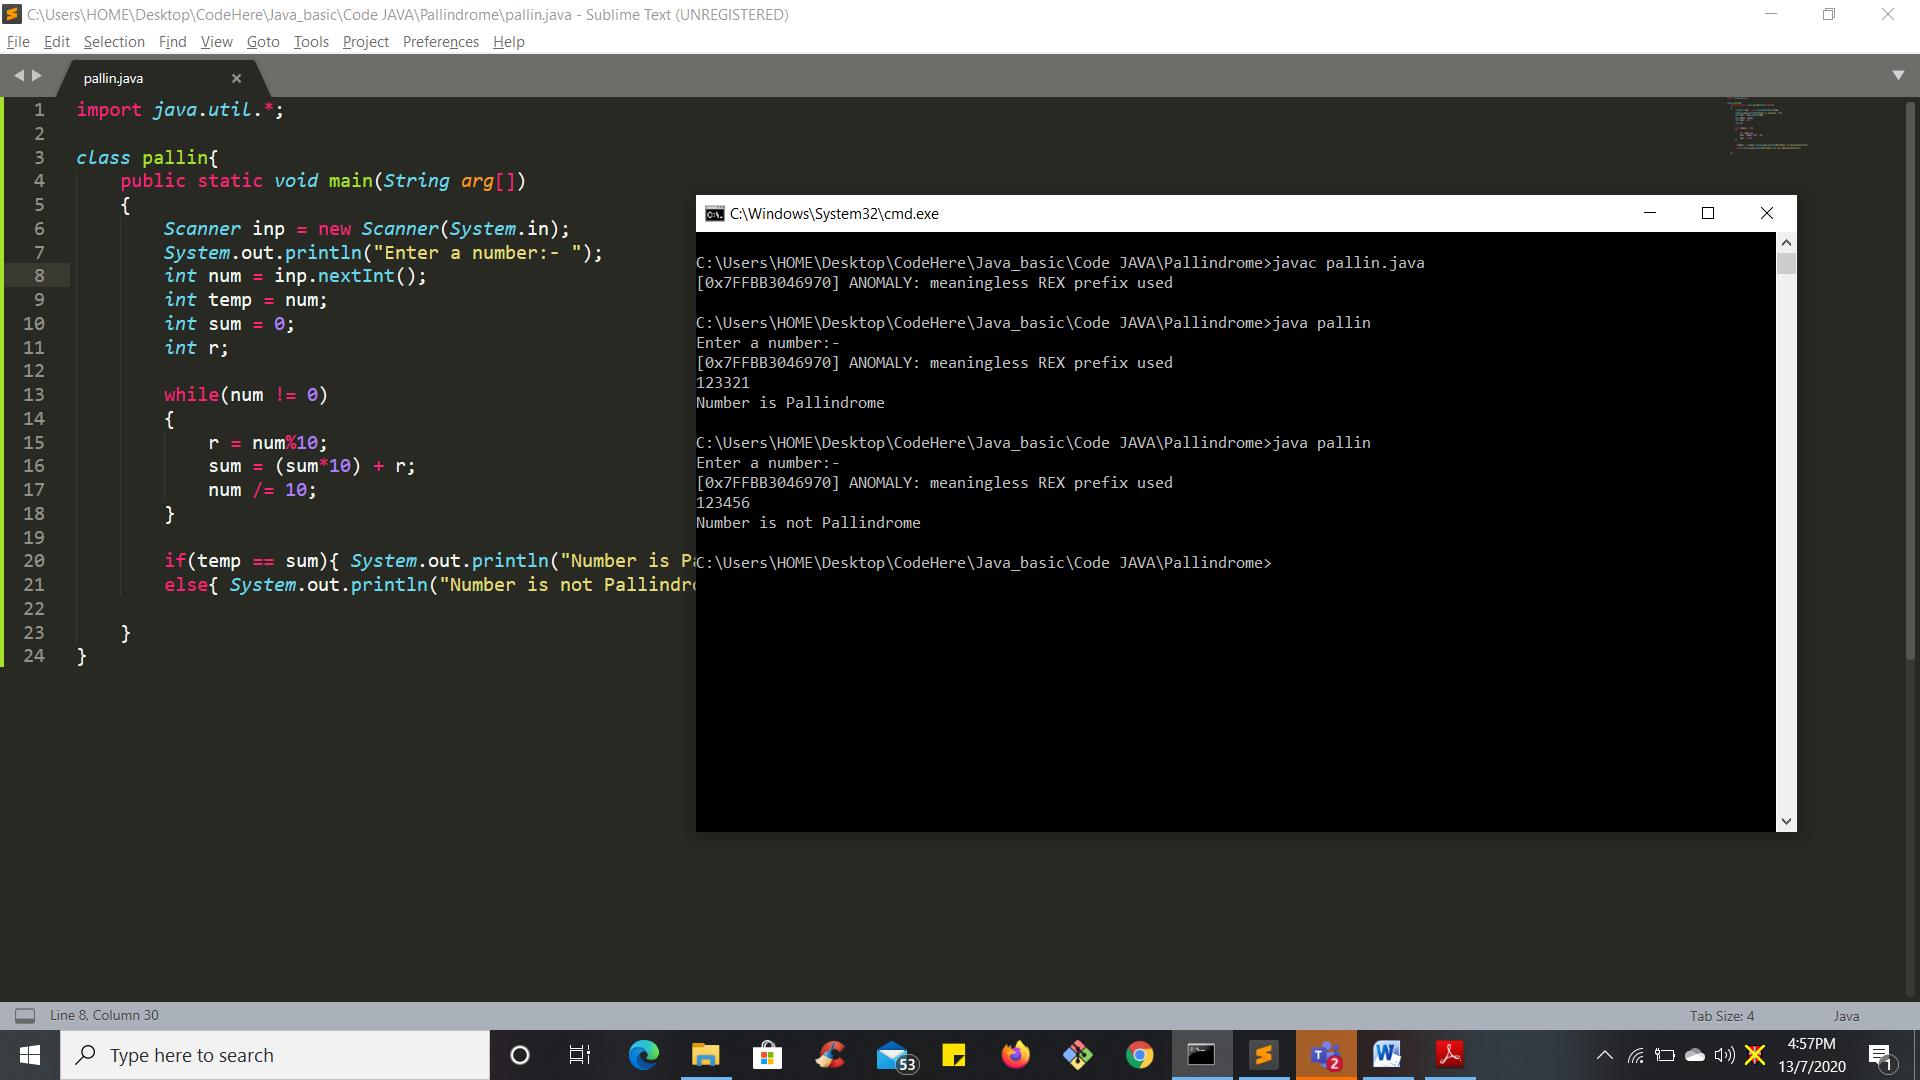 C:\Users\HOME\Desktop\CodeHere\Java_basic\Code JAVA\Pallindrome\pallin.java - Sublime Text (UNREGISTERED)
File Edit Selection Find View Goto Tools Project Preferences Help
pallin.java
1 import java.util.*;
2
3 class pallin{
4 public static void main(String arg[])
5 {
6 Scanner inp = new Scanner(System.in);
7 System.out.println("Enter a number:- ");
8 int num = inp.nextInt();
9 int temp = num;
10 int sum = 0;
11 int r;
12
13 while(num != 0)
14 {
15 r = num%10;
16 sum = (sum*10) + r;
17 num /= 10;
18 }
19
20 if(temp == sum){ System.out.println("Number is
21 else{ System.out.println("Number is not
22
23 }
24 }
C:\Windows\System32\cmd.exe
C:\Users\HOME\Desktop\CodeHere\Java_basic\Code JAVA\Pallindrome>javac pallin.java
[0x7FFBB3046970] ANOMALY: meaningless REX prefix used
C:\Users\HOME\Desktop\CodeHere\Java_basic\Code JAVA\Pallindrome>java pallin
Enter a number:-
[0x7FFBB3046970] ANOMALY: meaningless REX prefix used
123321
Number is Pallindrome
C:\Users\HOME\Desktop\CodeHere\Java_basic\Code JAVA\Pallindrome>java pallin
Enter a number:-
[0x7FFBB3046970] ANOMALY: meaningless REX prefix used
123456
Number is not Pallindrome
C:\Users\HOME\Desktop\CodeHere\Java_basic\Code JAVA\Pallindrome>
Line 8, Column 30
Tab Size: 4
Java
Type here to search
53
2
4:57PM
13/7/2020
1